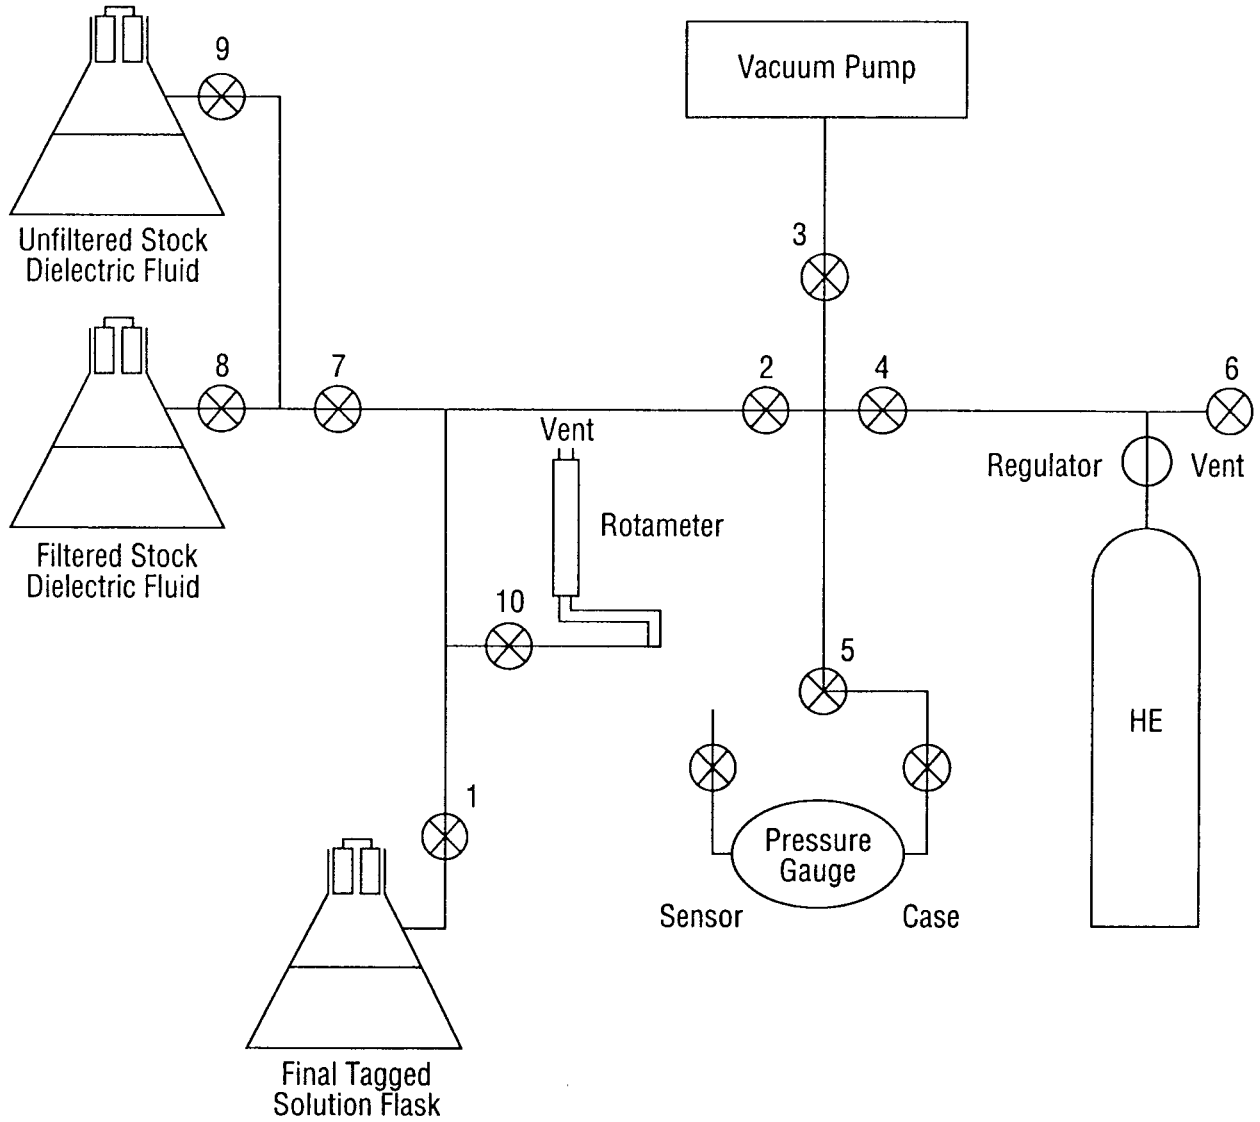 9
Vacuum Pump
Unfiltered Stock
Dielectric Fluid
3
8
7
2
4
6
Vent
Regulator
Vent
Rotameter
Filtered Stock
Dielectric Fluid
10
5
HE
1
Pressure
Gauge
Sensor
Case
Final Tagged
Solution Flask